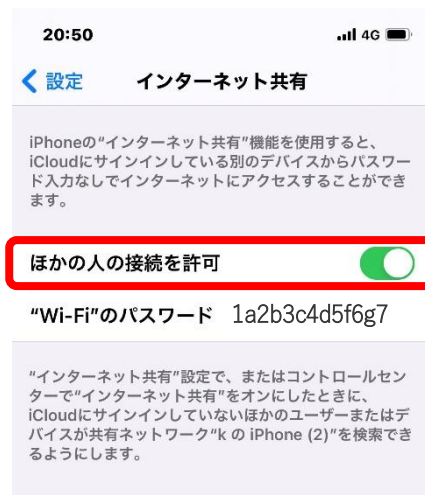 20:50 4G
設定 インターネット共有
iPhoneの“インターネット共有”機能を使用すると、
iCloudにサインインしている別のデバイスからパスワー
ド入力なしでインターネットにアクセスすることができ
ます。
ほかの人の接続を許可
“Wi-Fi”のパスワード 1a2b3c4d5f6g7
“インターネット共有”設定で、またはコントロールセン
ターで“インターネット共有”をオンにしたときに、
iCloudにサインインしていないほかのユーザーまたはデ
バイスが共有ネットワーク“k の iPhone (2)”を検索でき
るようにします。